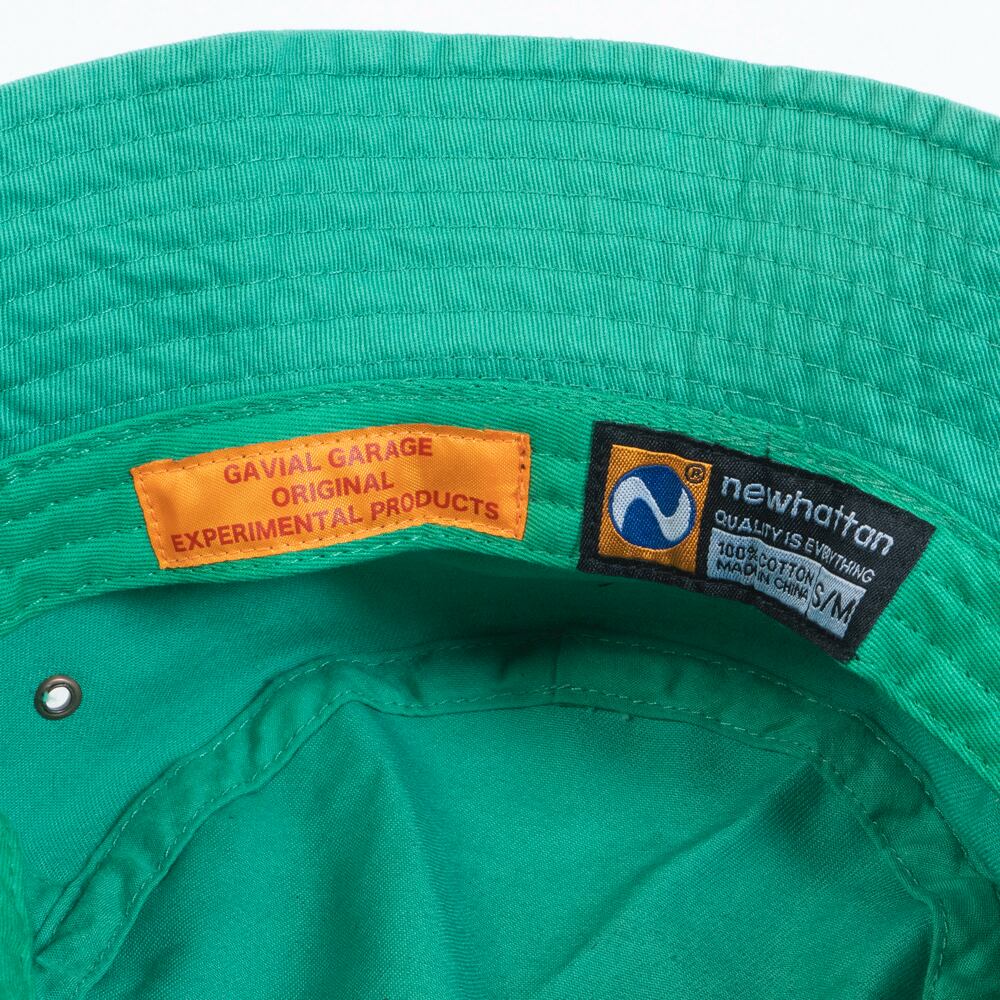 GAVIAL GARAGE
ORIGINAL
EXPERIMENTAL PRODUCTS
®
newhattan
QUALITY IS EVERYTHING
100% COTTON
MADE IN CHINA
S/M